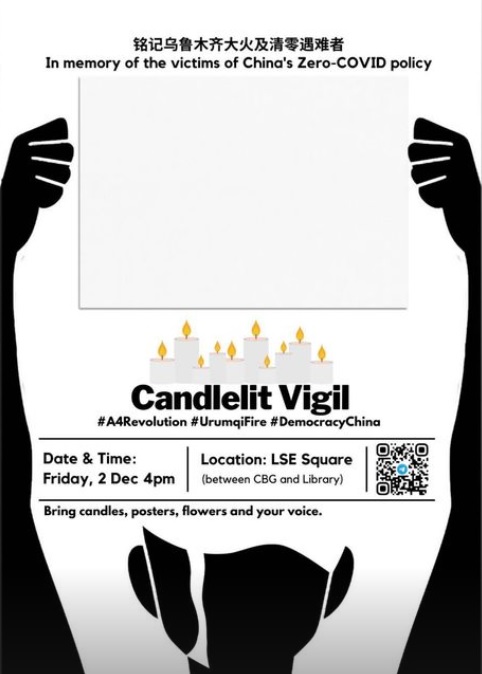 铭记乌鲁木齐大火及清零遇难者
In memory of the victims of China's Zero-COVID policy
Candlelit Vigil
#A4Revolution #UrumqiFire #DemocracyChina
Date & Time:
Friday, 2 Dec 4pm
Location: LSE Square
(between CBG and Library)
Bring candles, posters, flowers and your voice.